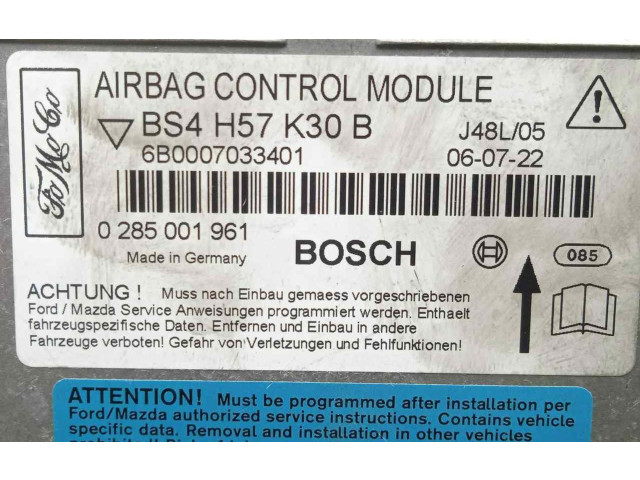 FoMoCo
AIRBAG CONTROL MODULE
BS4 H57 K30 B
J48L/05
6B0007033401
06-07-22
0 285 001 961
BOSCH
085
Made in Germany
ACHTUNG ! Muss nach Einbau gemaess vorgeschriebenen
Ford / Mazda Service Anweisungen programmiert werden. Enthaelt
fahrzeugspezifische Daten. Entfernen und Einbau in andere
Fahrzeuge verboten! Gefahr von Verletzungen und Fehlfunktionen!
ATTENTION! Must be programmed after installation per
Ford/Mazda authorized service instructions. Contains vehicle
specific data. Removal and installation in other vehicles